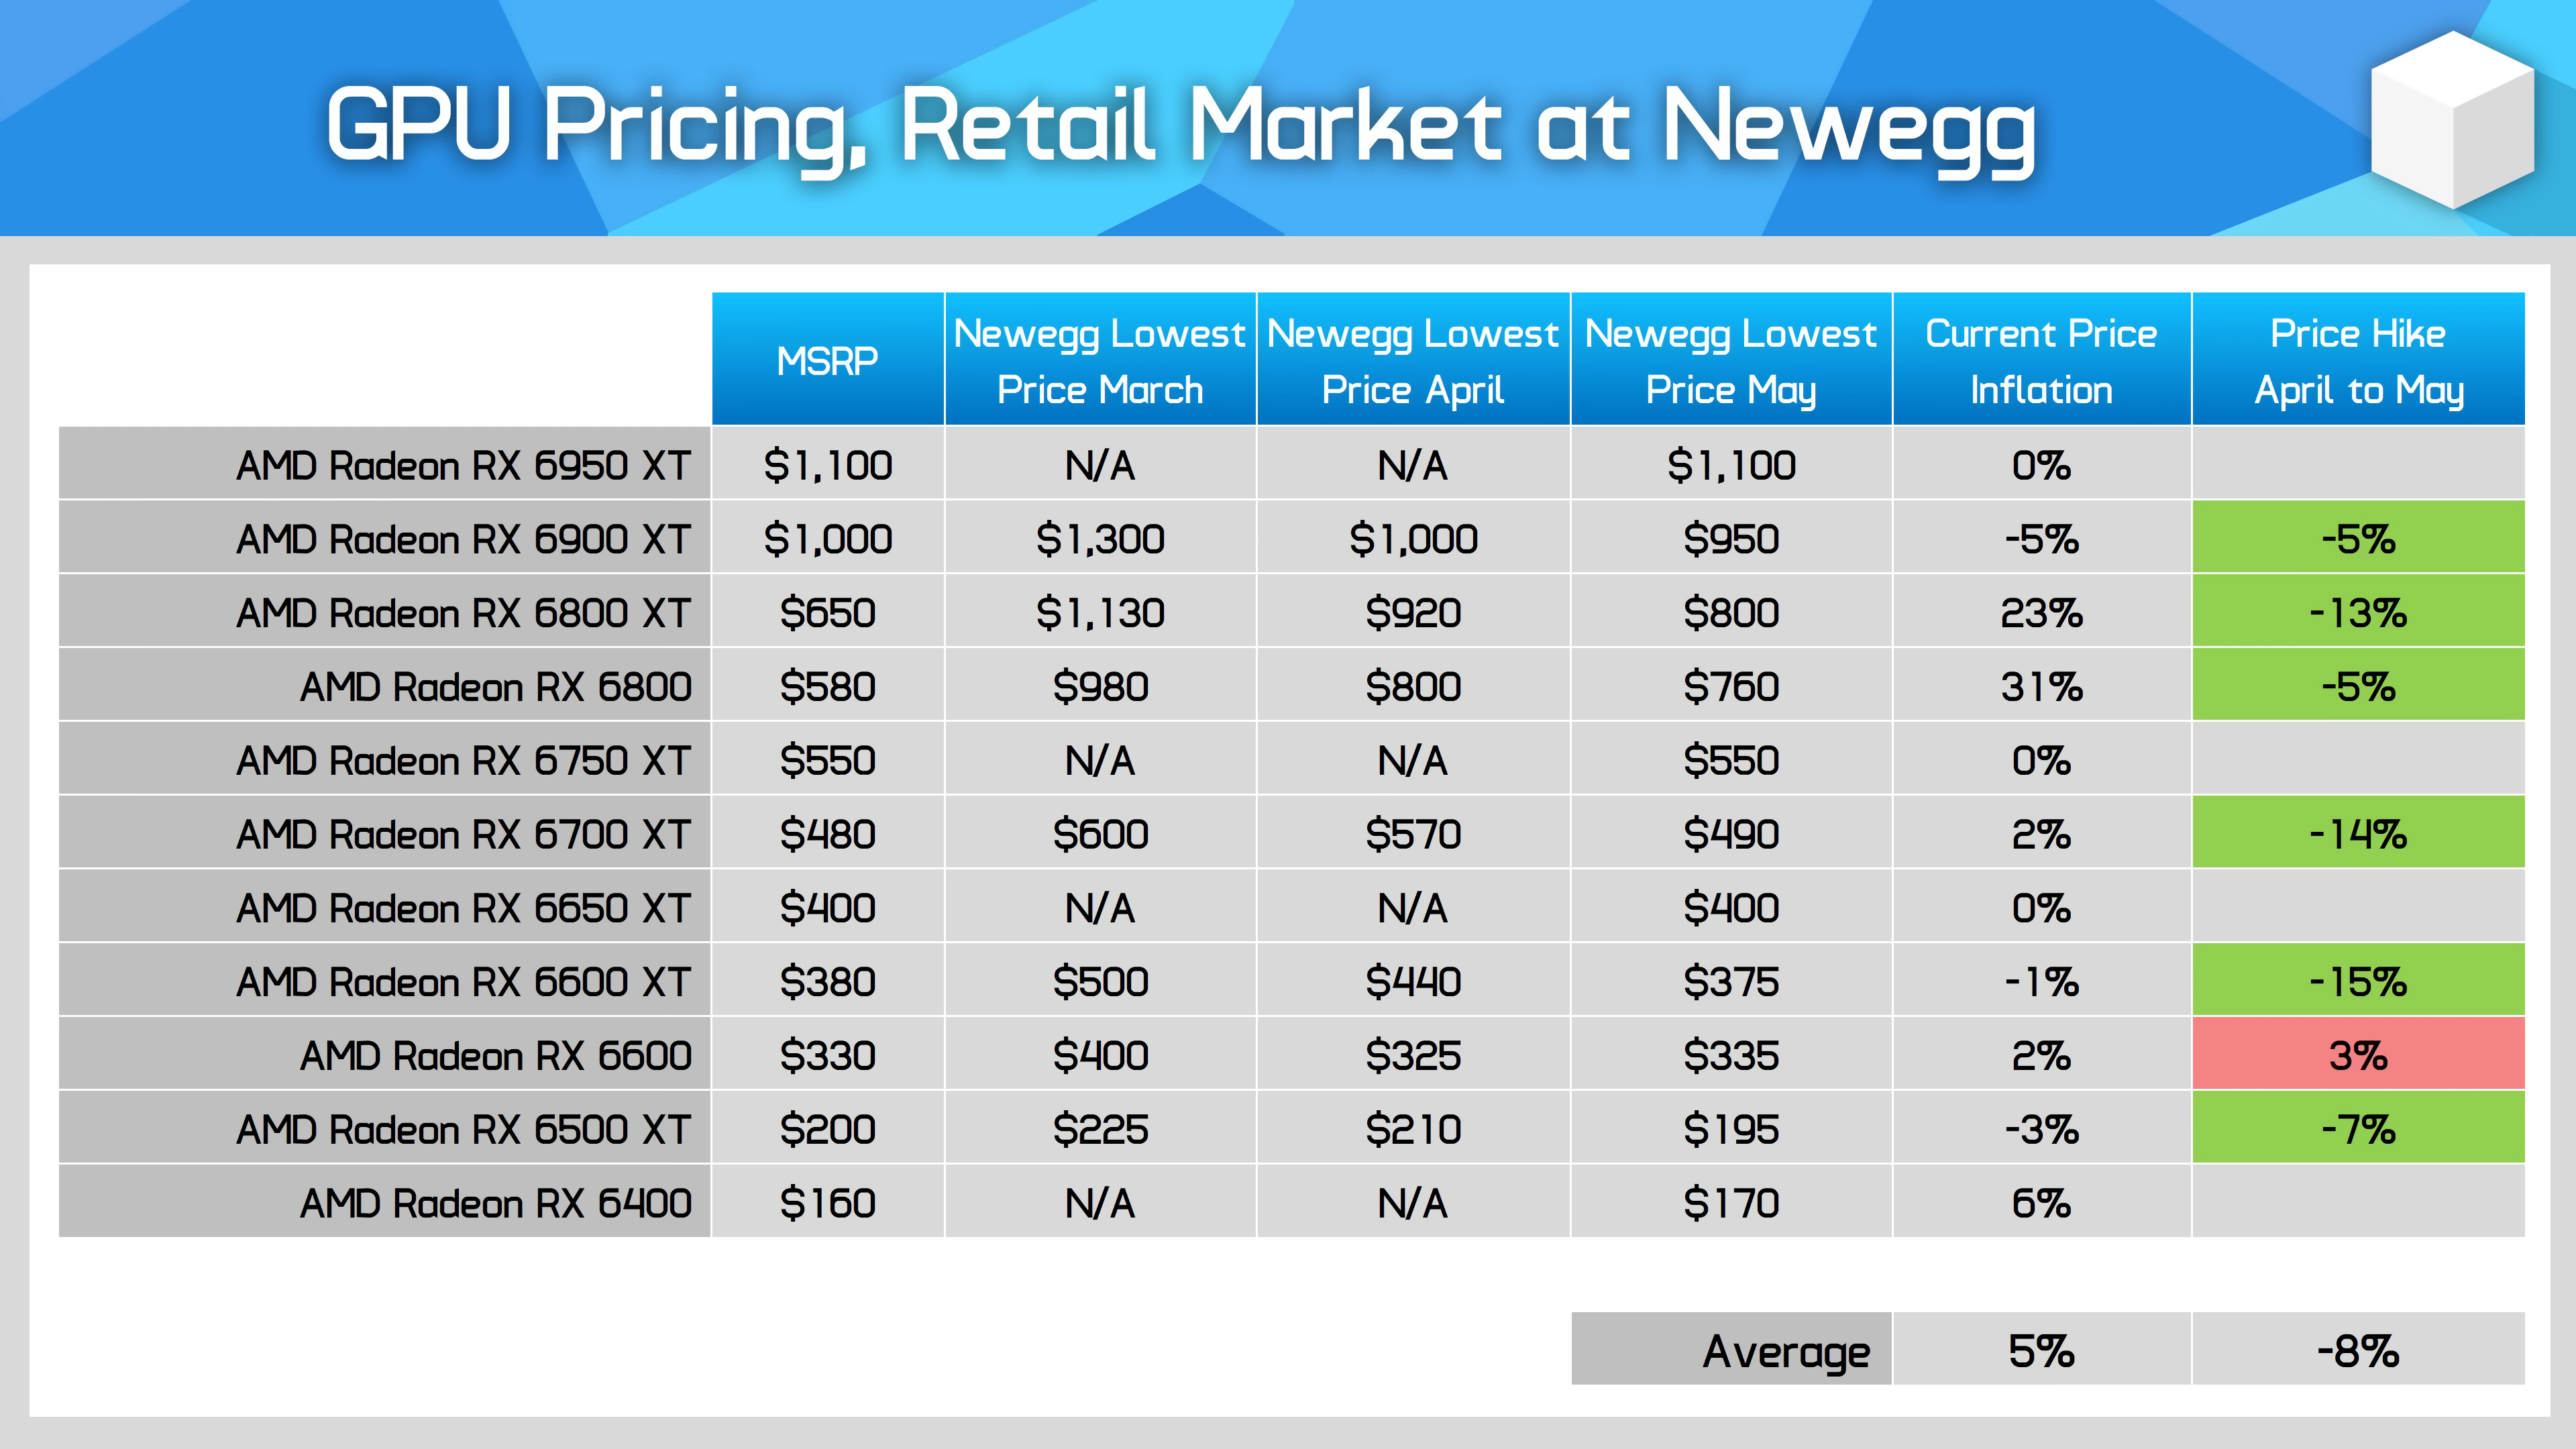 GPU Pricing, Retail Market at Newegg
MSRP Newegg Lowest Price March Newegg Lowest Price April Newegg Lowest Price May Current Price Inflation Price Hike April to May
AMD Radeon RX 6950 XT $1,100 N/A N/A $1,100 0%
AMD Radeon RX 6900 XT $1,000 $1,300 $1,000 $950 -5% -5%
AMD Radeon RX 6800 XT $650 $1,130 $920 $800 23% -13%
AMD Radeon RX 6800 $580 $980 $800 $760 31% -5%
AMD Radeon RX 6750 XT $550 N/A N/A $550 0%
AMD Radeon RX 6700 XT $480 $600 $570 $490 2% -14%
AMD Radeon RX 6650 XT $400 N/A N/A $400 0%
AMD Radeon RX 6600 XT $380 $500 $440 $375 -1% -15%
AMD Radeon RX 6600 $330 $400 $325 $335 2% 3%
AMD Radeon RX 6500 XT $200 $225 $210 $195 -3% -7%
AMD Radeon RX 6400 $160 N/A N/A $170 6%
Average 5% -8%